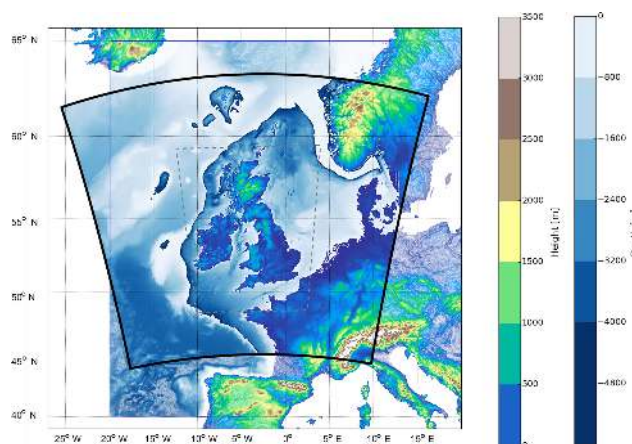 65° N
60° N
55° N
50° N
45° N
40° N
25° W
20° W
15° W
10° W
5° W
0° E
5° E
10° E
15° E
3500
3000
2500
2000
1500
1000
500
Height [m]
0
−800
−1600
−2400
−3200
−4000
−4800